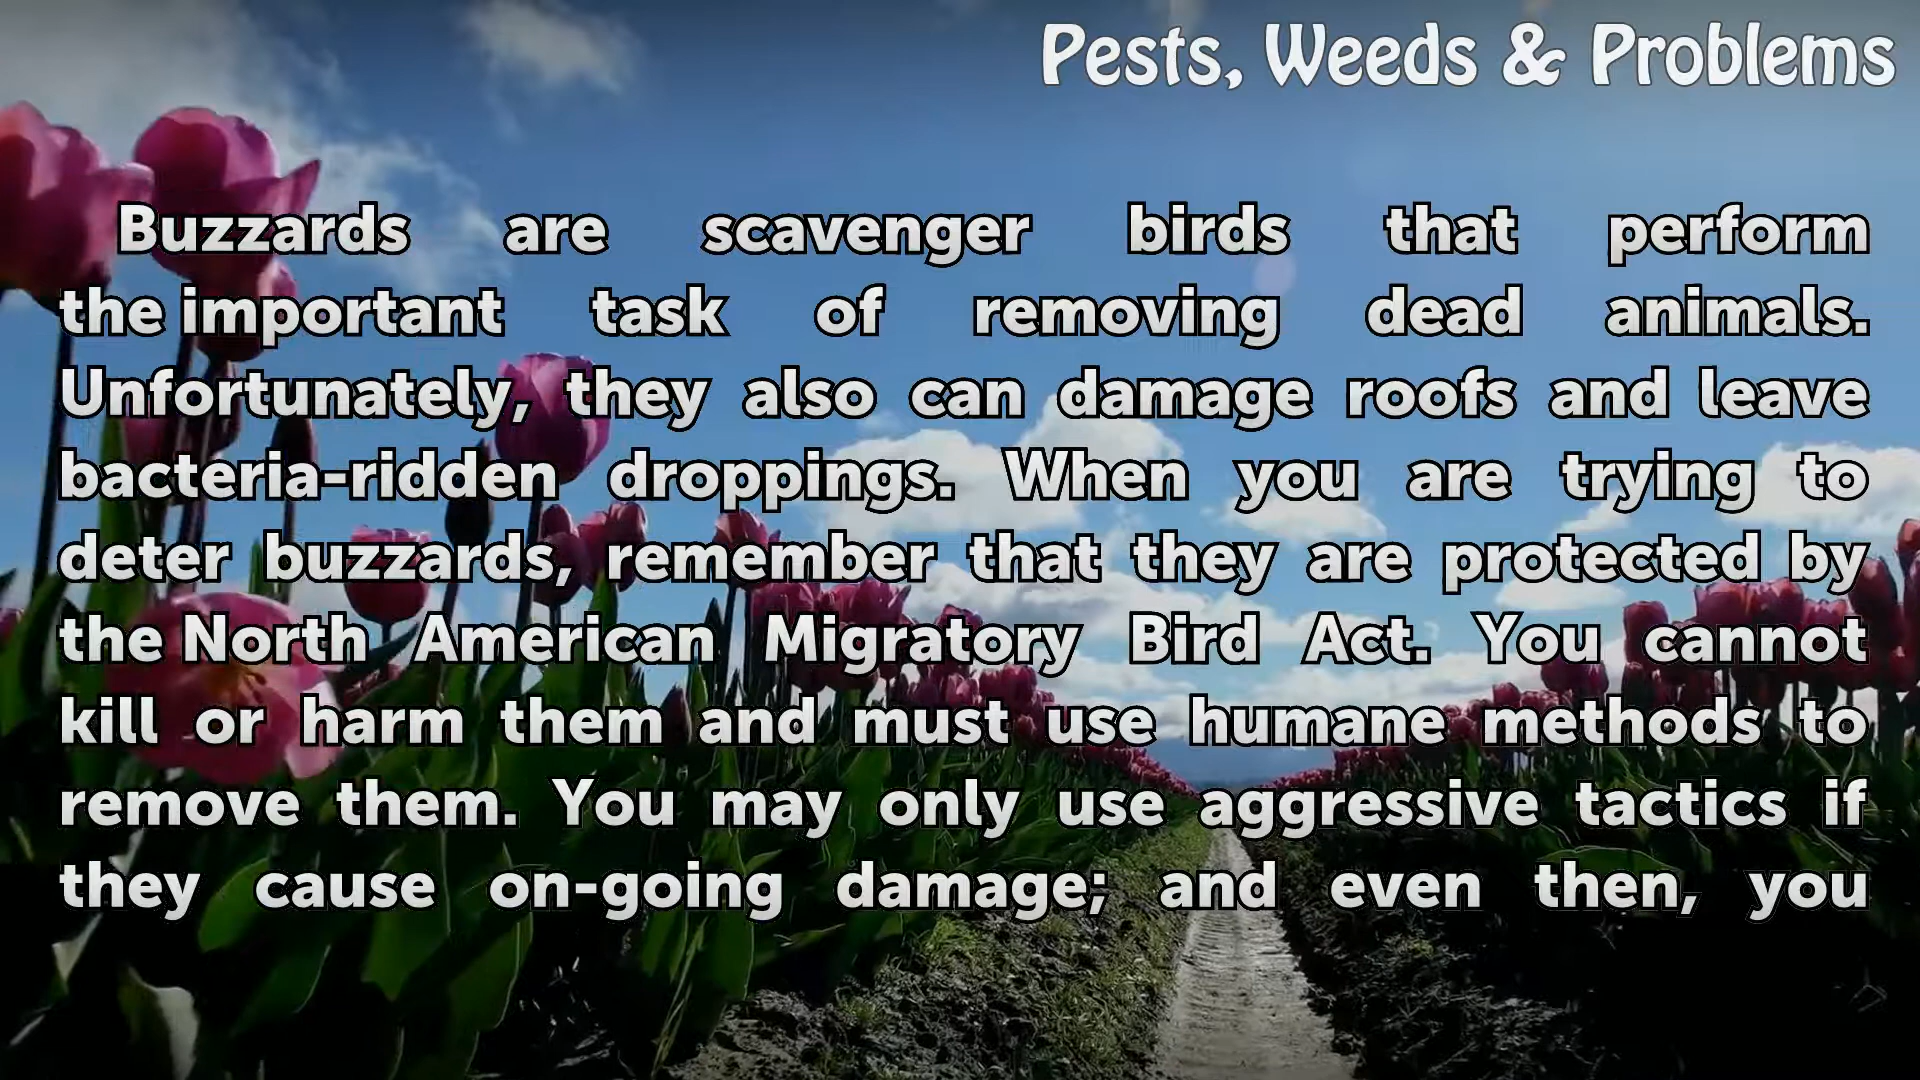 Pests, Weeds & Problems
Buzzards are scavenger birds that perform
the important task of removing dead animals.
Unfortunately, they also can damage roofs and leave
bacteria-ridden droppings. When you are trying to
deter buzzards, remember that they are protected by
the North American Migratory Bird Act. You cannot
kill or harm them and must use humane methods to
remove them. You may only use aggressive tactics if
they cause on-going damage; and even then, you